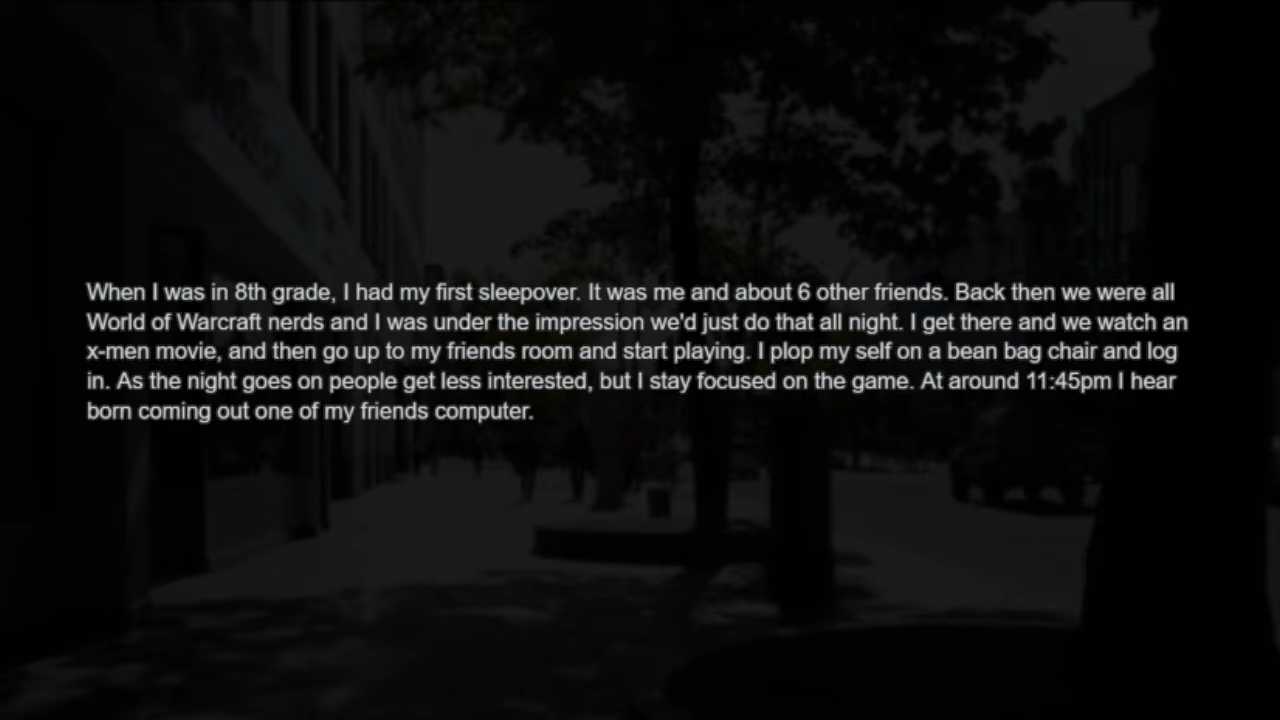 When I was in 8th grade, I had my first sleepover. It was me and about 6 other friends. Back then we were all
World of Warcraft nerds and I was under the impression we'd just do that all night. I get there and we watch an
x-men movie, and then go up to my friends room and start playing. I plop my self on a bean bag chair and log
in. As the night goes on people get less interested, but I stay focused on the game. At around 11:45pm I hear
born coming out one of my friends computer.